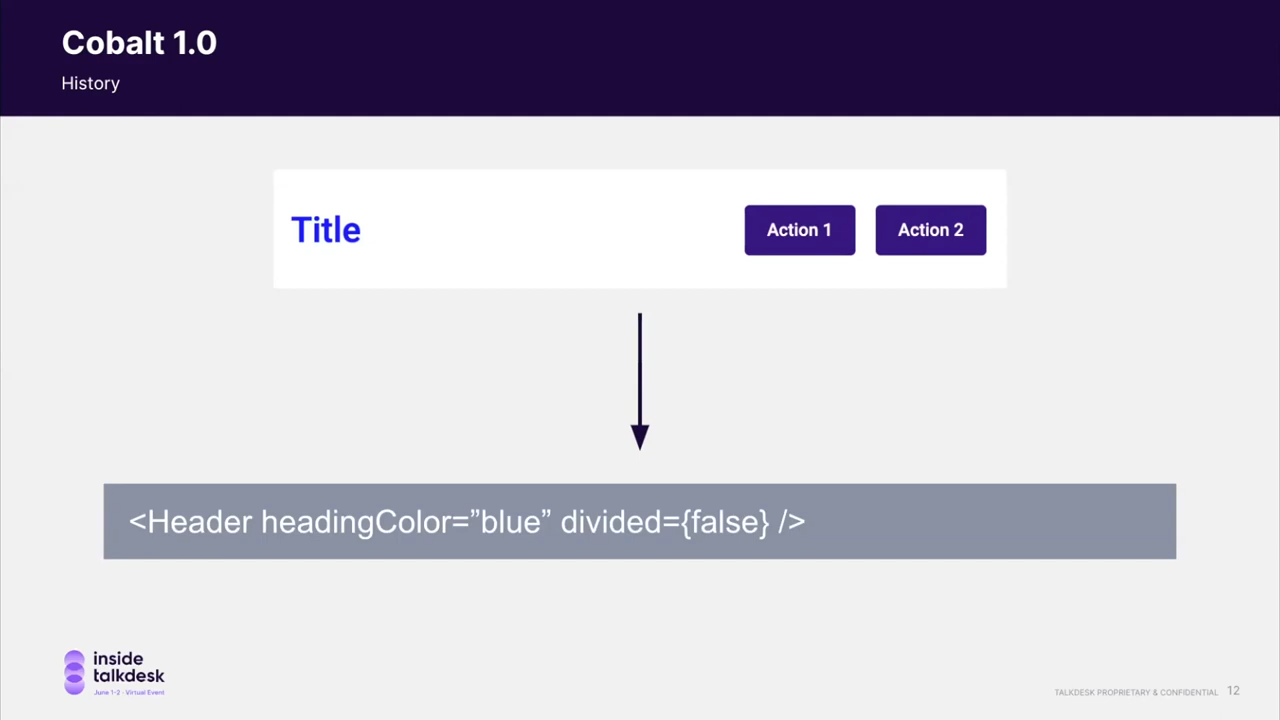 Cobalt 1.0
History
Title
Action 1
Action 2
<Header headingColor=”blue” divided={false} />
inside
talkdesk
June 1-2 · Virtual Event
TALKDESK PROPRIETARY & CONFIDENTIAL 12